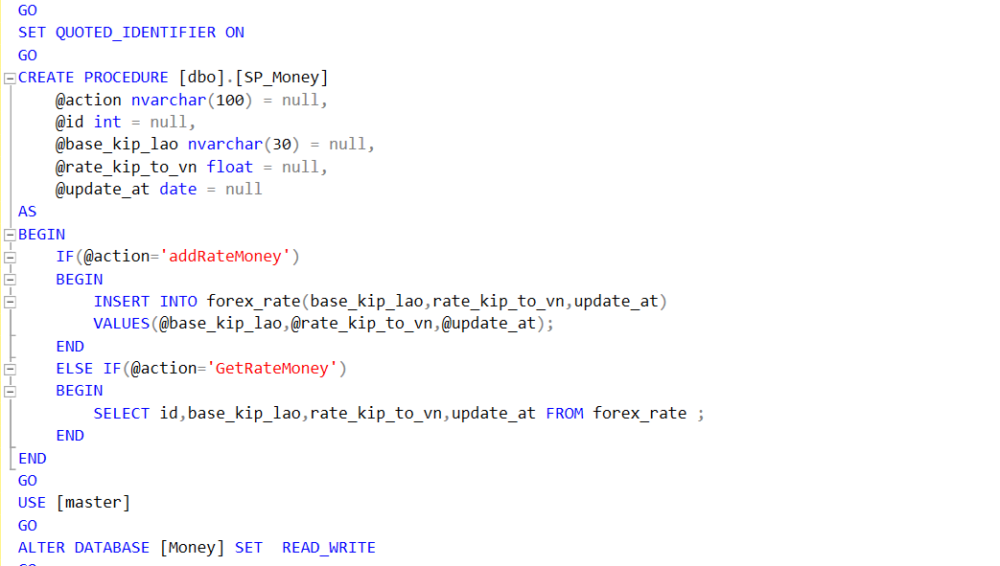 GO
SET QUOTED_IDENTIFIER ON
GO
CREATE PROCEDURE [dbo].[SP_Money]
@action nvarchar(100) = null,
@id int = null,
@base_kip_lao nvarchar(30) = null,
@rate_kip_to_vn float = null,
@update_at date = null
AS
BEGIN
IF(@action='addRateMoney')
BEGIN
INSERT INTO forex_rate(base_kip_lao,rate_kip_to_vn,update_at)
VALUES(@base_kip_lao,@rate_kip_to_vn,@update_at);
END
ELSE IF(@action='GetRateMoney')
BEGIN
SELECT id,base_kip_lao,rate_kip_to_vn,update_at FROM forex_rate ;
END
END
GO
USE [master]
GO
ALTER DATABASE [Money] SET  READ_WRITE
GO